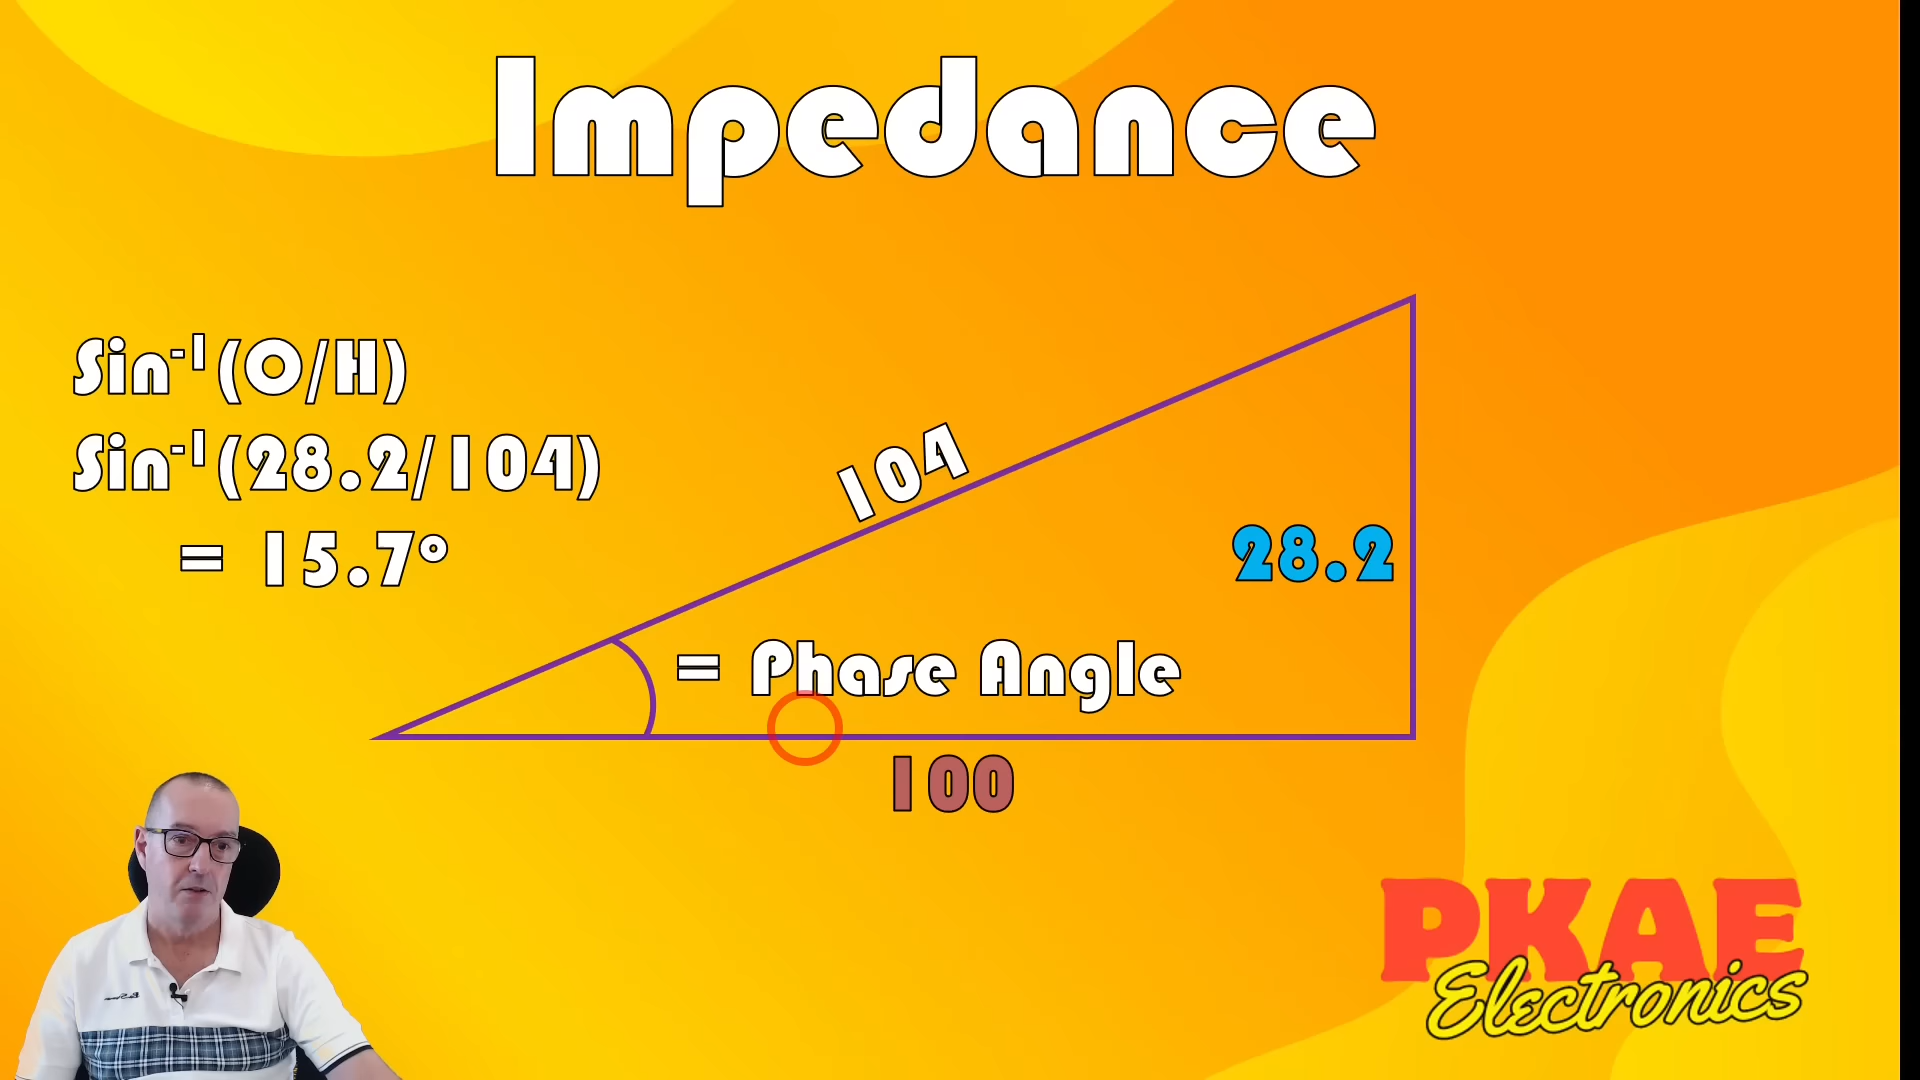 Impedance
Sin⁻¹(O/H)
Sin⁻¹(28.2/104)
= 15.7°
104
28.2
= Phase Angle
100
PKAE
Electronics